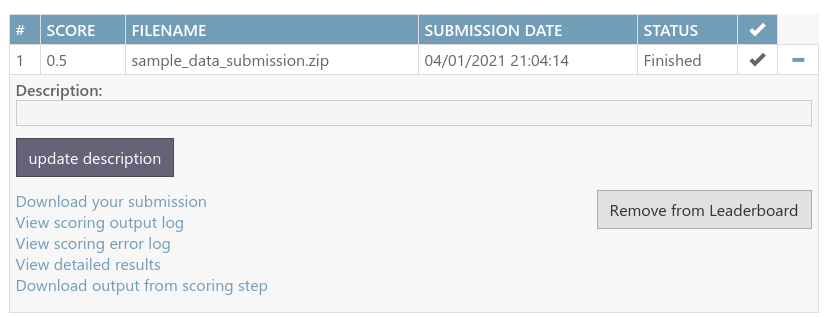 # SCORE FILENAME SUBMISSION DATE STATUS ✔
1 0.5 sample_data_submission.zip 04/01/2021 21:04:14 Finished ✔
Description:
update description
Download your submission
Remove from Leaderboard
View scoring output log
View scoring error log
View detailed results
Download output from scoring step